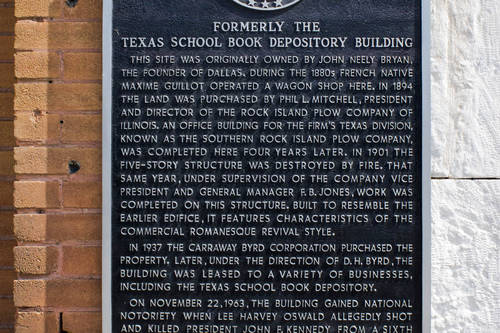 FORMERLY THE
TEXAS SCHOOL BOOK DEPOSITORY BUILDING
THIS SITE WAS ORIGINALLY OWNED BY JOHN NEELY BRYAN,
THE FOUNDER OF DALLAS. DURING THE 1880s FRENCH NATIVE
MAXIME GUILLOT OPERATED A WAGON SHOP HERE. IN 1894
THE LAND WAS PURCHASED BY PHIL L. MITCHELL, PRESIDENT
AND DIRECTOR OF THE ROCK ISLAND PLOW COMPANY OF
ILLINOIS. AN OFFICE BUILDING FOR THE FIRM'S TEXAS DIVISION,
KNOWN AS THE SOUTHERN ROCK ISLAND PLOW COMPANY,
WAS COMPLETED HERE FOUR YEARS LATER. IN 1901 THE
FIVE-STORY STRUCTURE WAS DESTROYED BY FIRE. THAT
SAME YEAR, UNDER SUPERVISION OF THE COMPANY VICE
PRESIDENT AND GENERAL MANAGER F.B. JONES, WORK WAS
COMPLETED ON THIS STRUCTURE. BUILT TO RESEMBLE THE
EARLIER EDIFICE, IT FEATURES CHARACTERISTICS OF THE
COMMERCIAL ROMANESQUE REVIVAL STYLE.
IN 1937 THE CARRAWAY BYRD CORPORATION PURCHASED THE
PROPERTY. LATER, UNDER THE DIRECTION OF D.H. BYRD, THE
BUILDING WAS LEASED TO A VARIETY OF BUSINESSES,
INCLUDING THE TEXAS SCHOOL BOOK DEPOSITORY.
ON NOVEMBER 22, 1963, THE BUILDING GAINED NATIONAL
NOTORIETY WHEN LEE HARVEY OSWALD ALLEGEDLY SHOT
AND KILLED PRESIDENT JOHN F. KENNEDY FROM A SIXTH